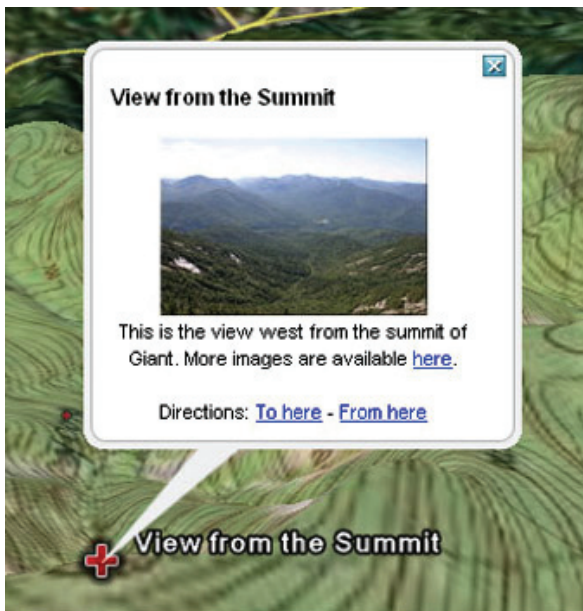 View from the Summit
This is the view west from the summit of
Giant. More images are available here.
Directions: To here - From here
View from the Summit